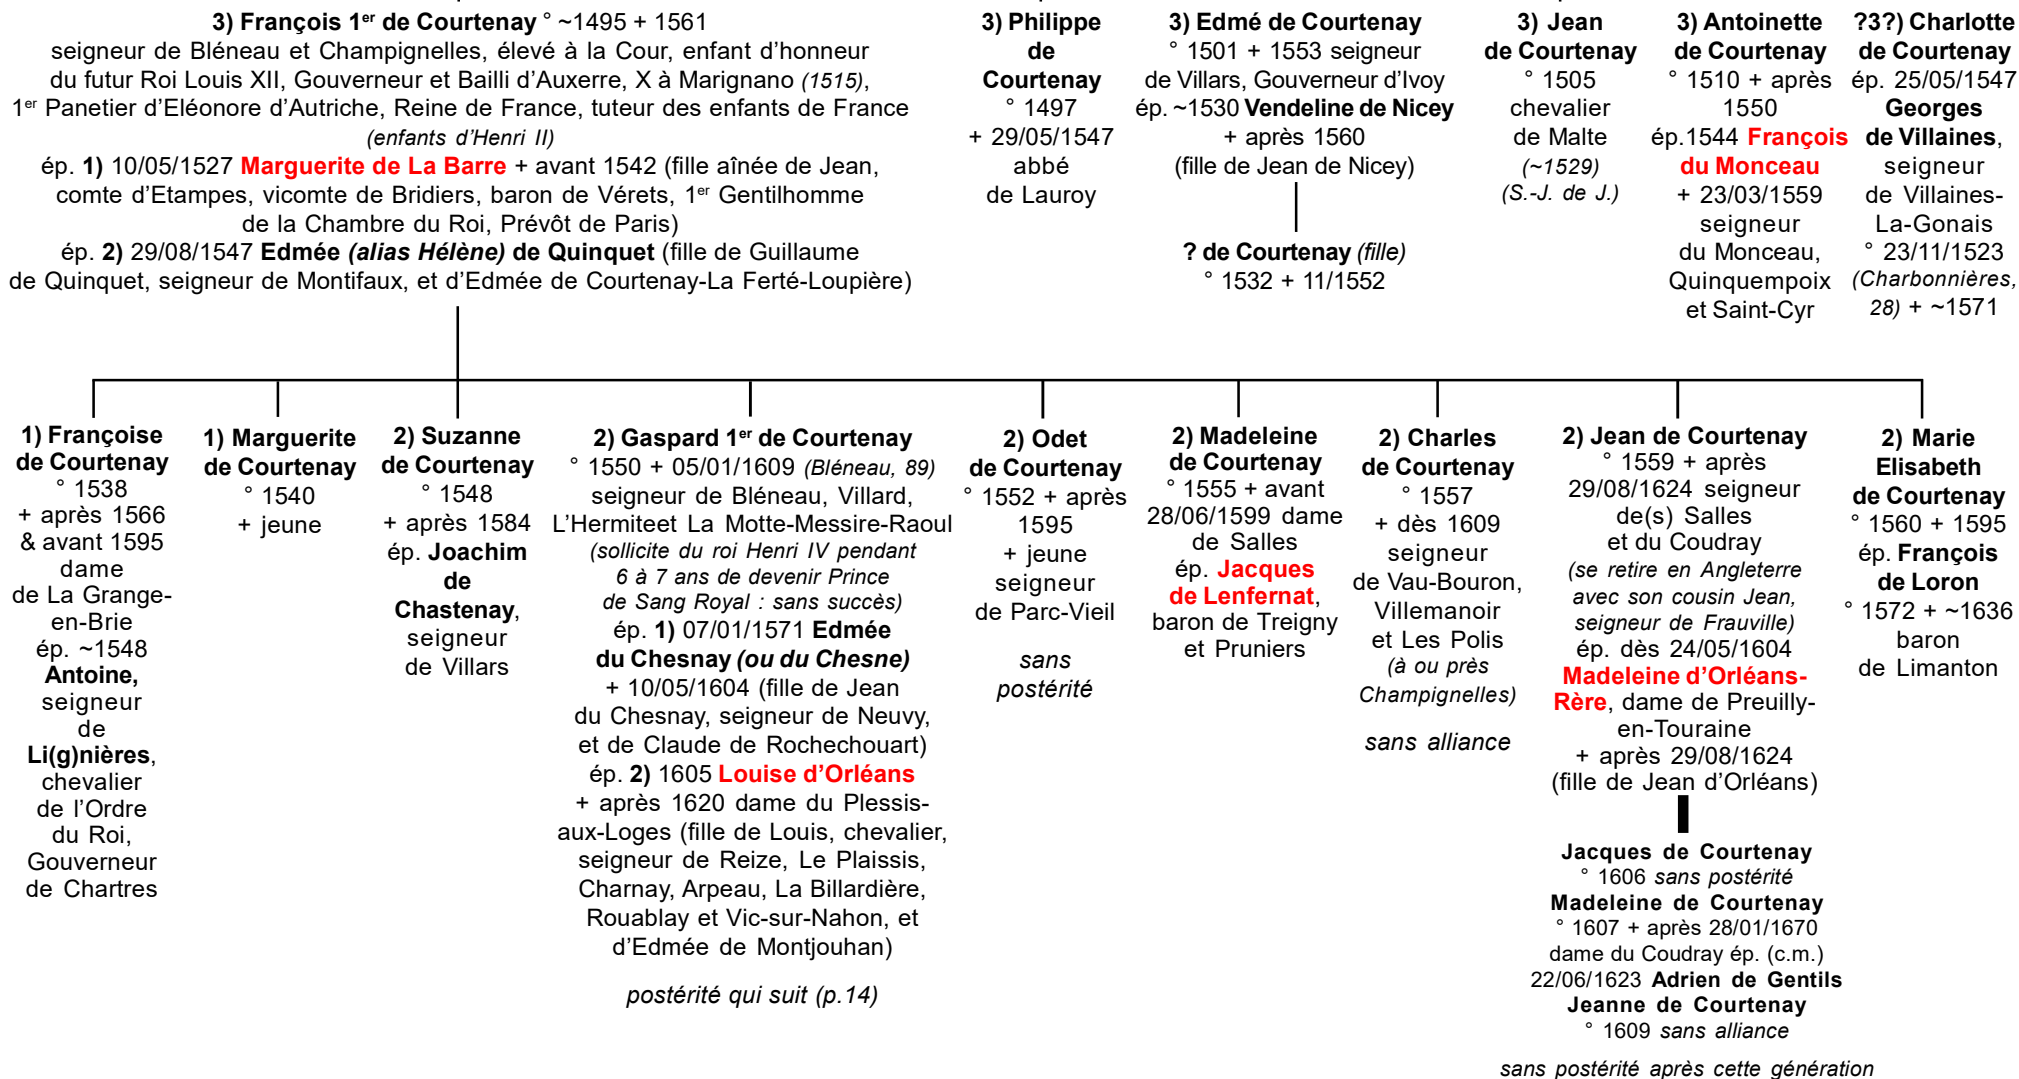 3) François 1er de Courtenay ° ~1495 + 1561
seigneur de Bléneau et Champignelles, élevé à la Cour, enfant d’honneur
du futur Roi Louis XII, Gouverneur et Bailli d’Auxerre, X à Marignano (1515),
1er Panetier d’Eléonore d’Autriche, Reine de France, tuteur des enfants de France
(enfants d’Henri II)
ép. 1) 10/05/1527 Marguerite de La Barre + avant 1542 (fille aînée de Jean,
comte d’Etampes, vicomte de Bridiers, baron de Vérets, 1er Gentilhomme
de la Chambre du Roi, Prévôt de Paris)
ép. 2) 29/08/1547 Edmée (alias Hélène) de Quinquet (fille de Guillaume
de Quinquet, seigneur de Montifaux, et d’Edmée de Courtenay-La Ferté-Loupière)
3) Philippe
de
Courtenay
° 1497
+ 29/05/1547
abbé
de Lauroy
3) Edmé de Courtenay
° 1501 + 1553 seigneur
de Villars, Gouverneur d’Ivoy
ép. ~1530 Vendeline de Nicey
+ après 1560
(fille de Jean de Nicey)
? de Courtenay (fille)
° 1532 + 11/1552
3) Jean
de Courtenay
° 1505
chevalier
de Malte
(~1529)
(S.-J. de J.)
3) Antoinette
de Courtenay
° 1510 + après
1550
ép.1544 François
du Monceau
+ 23/03/1559
seigneur
du Monceau,
Quinquempoix
et Saint-Cyr
?3?) Charlotte
de Courtenay
ép. 25/05/1547
Georges
de Villaines,
seigneur
de Villaines-
La-Gonais
° 23/11/1523
(Charbonnières,
28) + ~1571
1) Françoise
de Courtenay
° 1538
+ après 1566
& avant 1595
dame
de La Grange-
en-Brie
ép. ~1548
Antoine,
seigneur
de
Li(g)nières,
chevalier
de l’Ordre
du Roi,
Gouverneur
de Chartres
1) Marguerite
de Courtenay
° 1540
+ jeune
2) Suzanne
de Courtenay
° 1548
+ après 1584
ép. Joachim
de
Chastenay,
seigneur
de Villars
2) Gaspard 1er de Courtenay
° 1550 + 05/01/1609 (Bléneau, 89)
seigneur de Bléneau, Villard,
L’Hermiteet La Motte-Messire-Raoul
(sollicite du roi Henri IV pendant
6 à 7 ans de devenir Prince
de Sang Royal : sans succès)
ép. 1) 07/01/1571 Edmée
du Chesnay (ou du Chesne)
+ 10/05/1604 (fille de Jean
du Chesnay, seigneur de Neuvy,
et de Claude de Rochechouart)
ép. 2) 1605 Louise d’Orléans
+ après 1620 dame du Plessis-
aux-Loges (fille de Louis, chevalier,
seigneur de Reize, Le Plaissis,
Charnay, Arpeau, La Billardière,
Rouablay et Vic-sur-Nahon, et
d’Edmée de Montjouhan)
postérité qui suit (p.14)
2) Odet
de Courtenay
° 1552 + après
1595
+ jeune
seigneur
de Parc-Vieil
sans
postérité
2) Madeleine
de Courtenay
° 1555 + avant
28/06/1599 dame
de Salles
ép. Jacques
de Lenfernat,
baron de Treigny
et Pruniers
2) Charles
de Courtenay
° 1557
+ dès 1609
seigneur
de Vau-Bouron,
Villemanoir
et Les Polis
(à ou près
Champignelles)
sans alliance
2) Jean de Courtenay
° 1559 + après
29/08/1624 seigneur
de(s) Salles
et du Coudray
(se retire en Angleterre
avec son cousin Jean,
seigneur de Frauville)
ép. dès 24/05/1604
Madeleine d’Orléans-
Rère, dame de Preuilly-
en-Touraine
+ après 29/08/1624
(fille de Jean d’Orléans)
Jacques de Courtenay
° 1606 sans postérité
Madeleine de Courtenay
° 1607 + après 28/01/1670
dame du Coudray ép. (c.m.)
22/06/1623 Adrien de Gentils
Jeanne de Courtenay
° 1609 sans alliance
sans postérité après cette génération
2) Marie
Elisabeth
de Courtenay
° 1560 + 1595
ép. François
de Loron
° 1572 + ~1636
baron
de Limanton